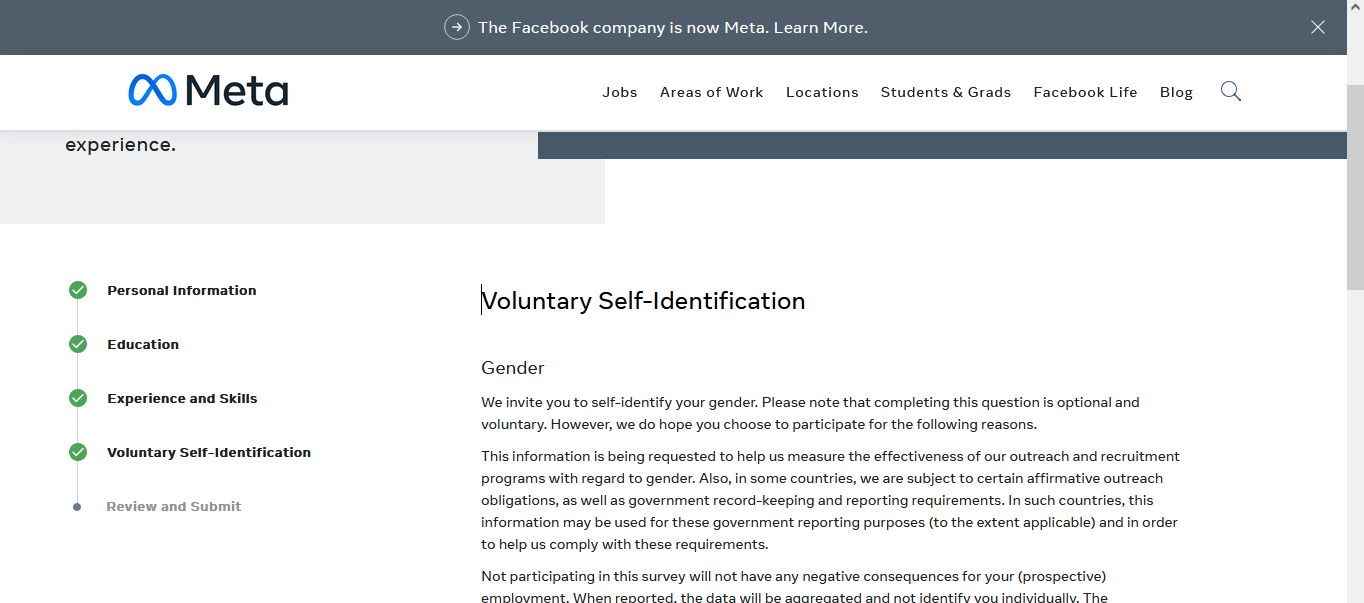 The Facebook company is now Meta. Learn More.
Meta
Jobs
Areas of Work
Locations
Students & Grads
Facebook Life
Blog
experience.
Personal Information
Education
Experience and Skills
Voluntary Self-Identification
Review and Submit
Voluntary Self-Identification
Gender
We invite you to self-identify your gender. Please note that completing this question is optional and
voluntary. However, we do hope you choose to participate for the following reasons.
This information is being requested to help us measure the effectiveness of our outreach and recruitment
programs with regard to gender. Also, in some countries, we are subject to certain affirmative outreach
obligations, as well as government record-keeping and reporting requirements. In such countries, this
information may be used for these government reporting purposes (to the extent applicable) and in order
to help us comply with these requirements.
Not participating in this survey will not have any negative consequences for your (prospective)
employment. When reported, the data will be aggregated and not identify you individually. The